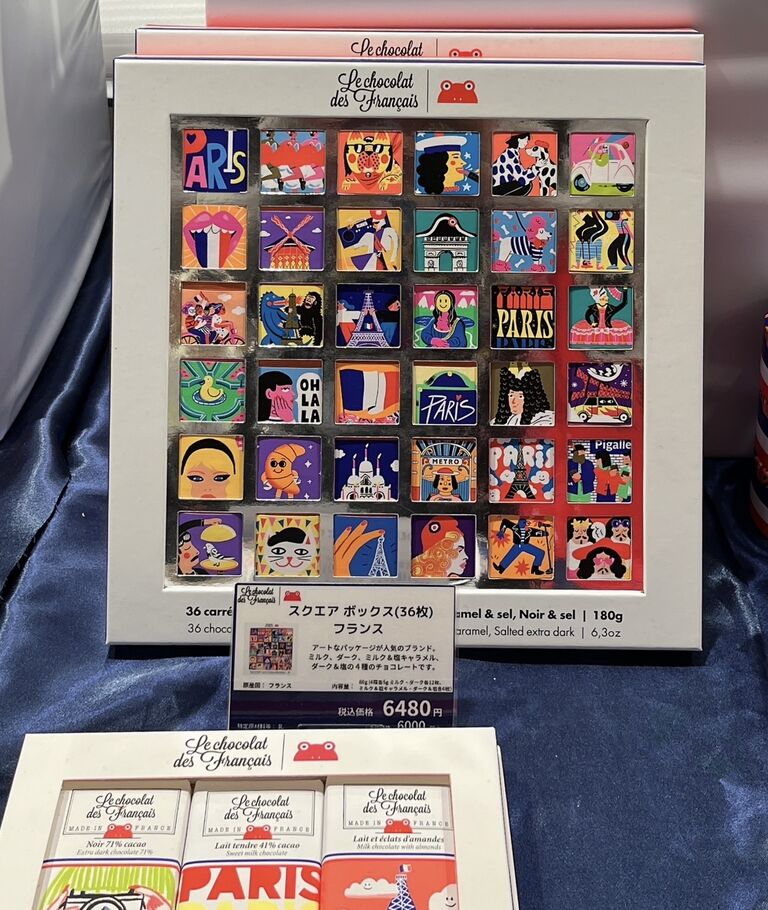 Le chocolat
Le chocolat
des Français
PARIS
PARIS
OH
LA
LA
PARIS
METRO
PARIS
Pigalle
36 carré
amel & sel, Noir & sel | 180g
36 choc
aramel, Salted extra dark | 6,3oz
Le chocolat
des Français
スクエア ボックス(36枚)
フランス
アートなパッケージが人気のブランド。
ミルク、ダーク、ミルク&塩キャラメル、
ダーク&塩の4種のチョコレートです。
原産国: フランス
内容量:
税込価格 6480円
6000
Le chocolat
des Français
Le chocolat
des Français
MADE IN FRANCE
Noir 71% cacao
Extra dark chocolate 71%
Le chocolat
des Français
MADE IN FRANCE
Lait tendre 41% cacao
Sweet milk chocolate
PARIS
Le chocolat
des Français
MADE IN FRANCE
Lait et éclats d'amandes
Milk chocolate with almonds